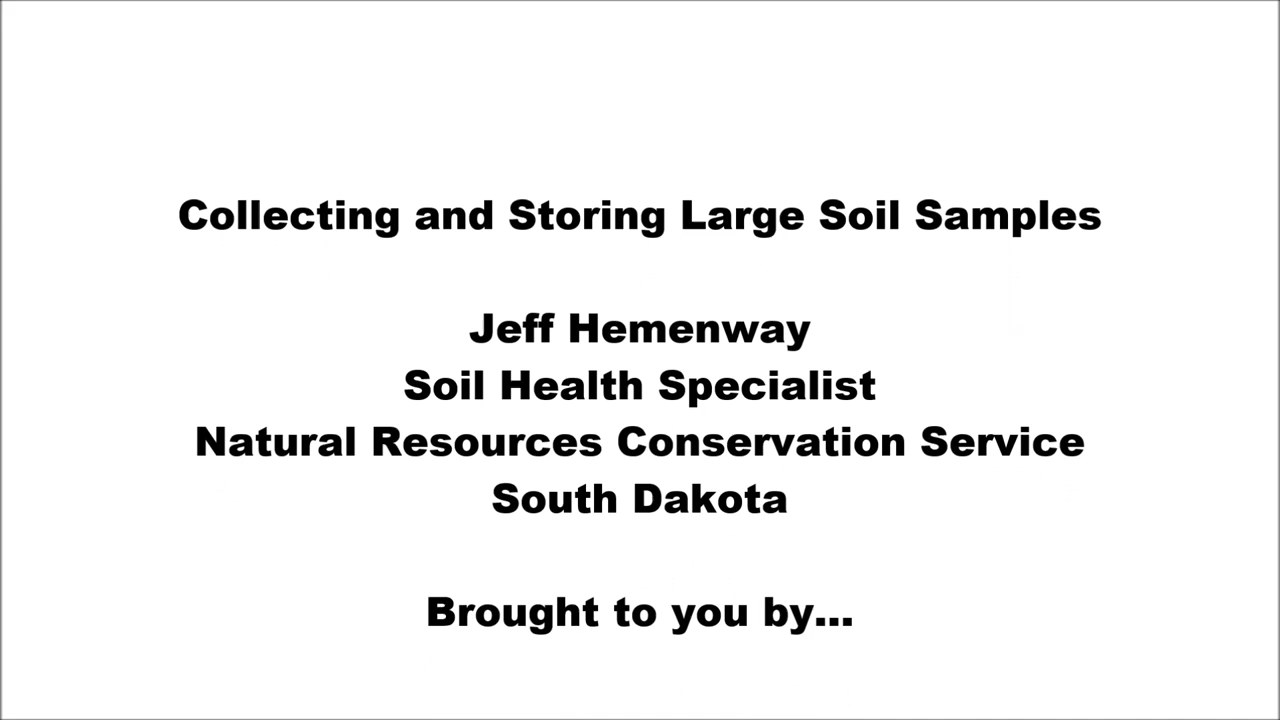 Collecting and Storing Large Soil Samples
Jeff Hemenway
Soil Health Specialist
Natural Resources Conservation Service
South Dakota
Brought to you by...